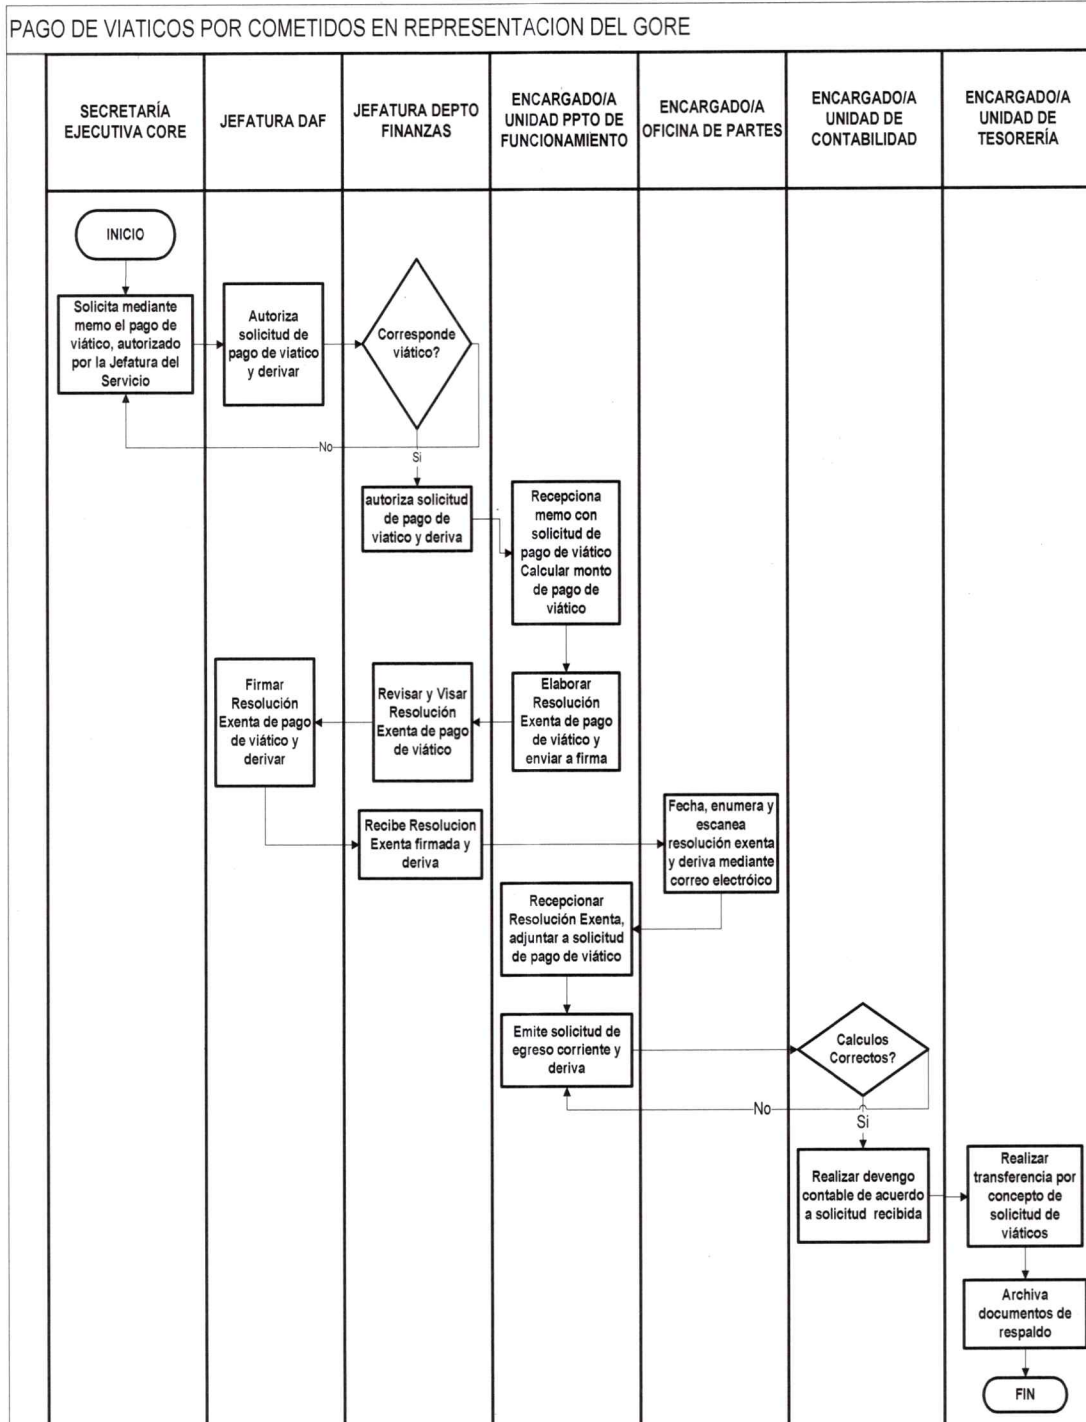 PAGO DE VIATICOS POR COMETIDOS EN REPRESENTACION DEL GORE
SECRETARÍA
EJECUTIVA CORE
JEFATURA DAF
JEFATURA DEPTO
FINANZAS
ENCARGADO/A
UNIDAD PPTO DE
FUNCIONAMIENTO
ENCARGADO/A
OFICINA DE PARTES
ENCARGADO/A
UNIDAD DE
CONTABILIDAD
ENCARGADO/A
UNIDAD DE
TESORERÍA
INICIO
Solicita mediante
memo el pago de
viático, autorizado
por la Jefatura del
Servicio
Autoriza
solicitud de
pago de viatico
y derivar
Corresponde
viático?
No
Si
autoriza solicitud
de pago de
viatico y deriva
Recepciona
memo con
solicitud de
pago de viático
Calcular monto
de pago de
viático
Firmar
Resolución
Exenta de pago
de viático y
derivar
Revisar y Visar
Resolución
Exenta de pago
de viático
Elaborar
Resolución
Exenta de pago
de viático y
enviar a firma
Recibe Resolucion
Exenta firmada y
deriva
Fecha, enumera y
escanea
resolución exenta
y deriva mediante
correo electróico
Recepcionar
Resolución Exenta,
adjuntar a solicitud
de pago de viático
Emite solicitud de
egreso corriente y
deriva
Calculos
Correctos?
No
Si
Realizar devengo
contable de acuerdo
a solicitud recibida
Realizar
transferencia por
concepto de
solicitud de
viáticos
Archiva
documentos de
respaldo
FIN